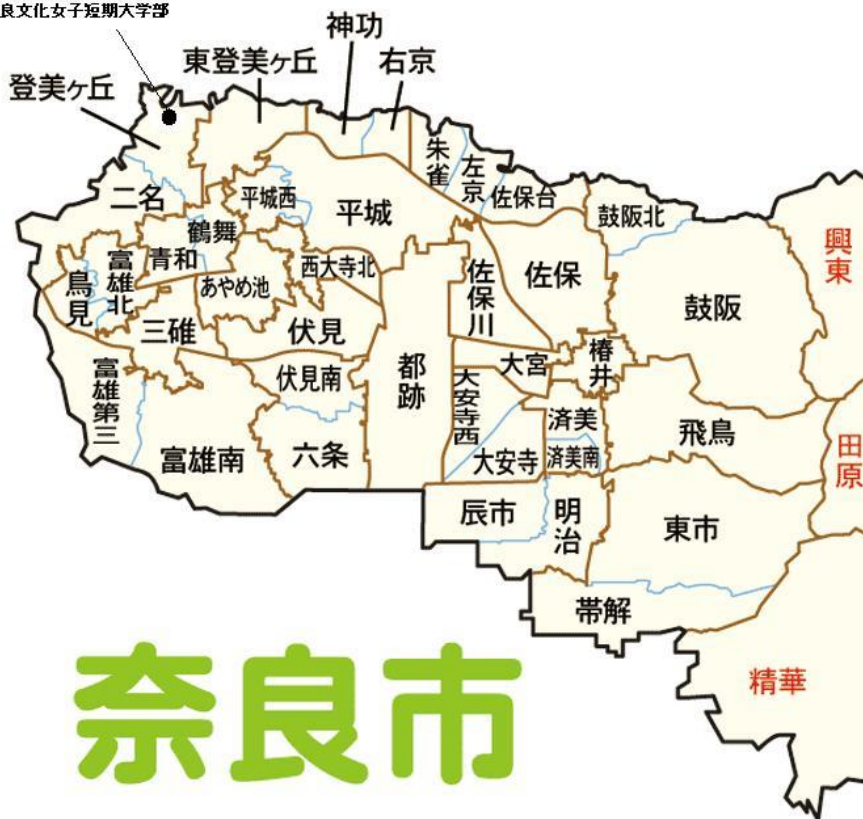 良文化女子短期大学部
神功
東登美ヶ丘
右京
登美ヶ丘
朱雀
左京
佐保台
二名
平城西
平城
鶴舞
鼓阪北
興東
青和
富雄北
鳥見
あやめ池
西大寺北
佐保川
佐保
鼓阪
三碓
伏見
都跡
大宮
椿井
富雄第三
伏見南
大安寺西
済美
飛鳥
富雄南
六条
大安寺
済美南
田原
辰市
明治
東市
帯解
精華
奈良市